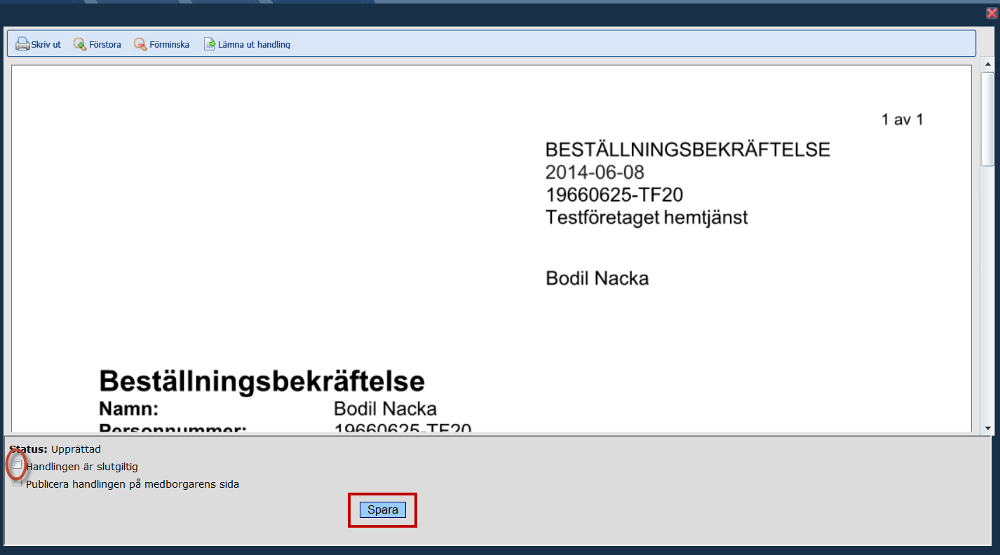 Skriv ut Förstora Förminska Lämna ut handling
1 av 1
BESTÄLLNINGSBEKRÄFTELSE
2014-06-08
19660625-TF20
Testföretaget hemtjänst
Bodil Nacka
Beställningsbekräftelse
Namn: Bodil Nacka
Personnummer: 19660625-TF20
Status: Upprättad
Handlingen är slutgiltig
Publicera handlingen på medborgarens sida
Spara